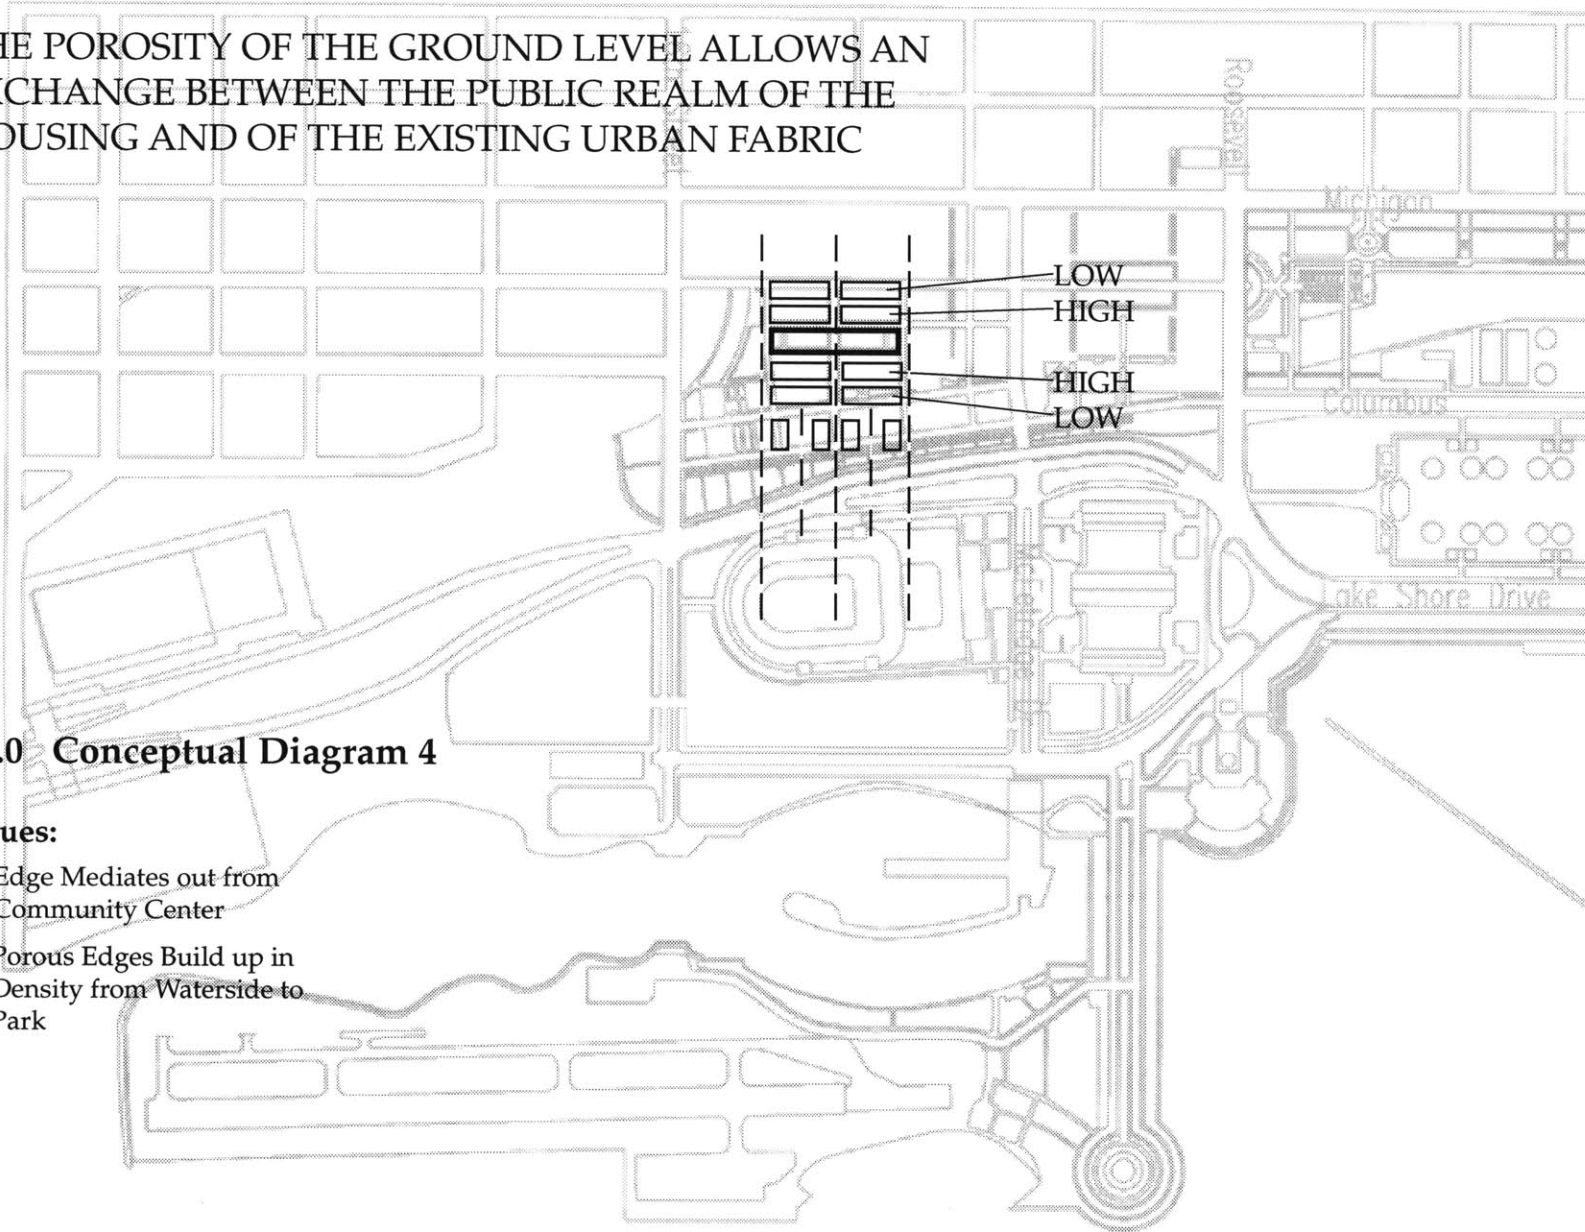 HE POROSITY OF THE GROUND LEVEL ALLOWS AN
XCHANGE BETWEEN THE PUBLIC REALM OF THE
OUSING AND OF THE EXISTING URBAN FABRIC
Roosevelt
Michigan
LOW
HIGH
HIGH
LOW
Columbus
Lake Shore Drive
.0 Conceptual Diagram 4
ues:
Edge Mediates out from
Community Center
Porous Edges Build up in
Density from Waterside to
Park